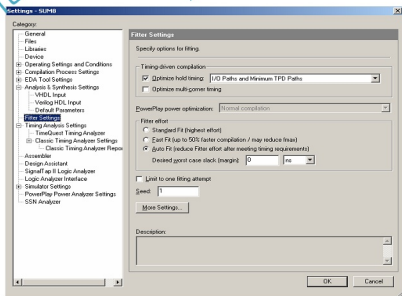 Settings - SUMB
Category:
General
Files
Libraries
Device
Operating Settings and Conditions
Compilation Process Settings
EDA Tool Settings
Analysis & Synthesis Settings
VHDL Input
Verilog HDL Input
Default Parameters
Fitter Settings
Timing Analysis Settings
TimeQuest Timing Analyzer
Classic Timing Analyzer Settings
Classic Timing Analyzer Repor
Assembler
Design Assistant
SignalTap II Logic Analyzer
Logic Analyzer Interface
Simulator Settings
PowerPlay Power Analyzer Settings
SSN Analyzer
Fitter Settings
Specify options for fitting.
Timing-driven compilation
Optimize hold timing: I/O Paths and Minimum TPD Paths
Optimize multi-corner timing
PowerPlay power optimization: Normal compilation
Fitter effort
Standard Fit (highest effort)
Fast Fit (up to 50% faster compilation / may reduce fmax)
Auto Fit (reduce Fitter effort after meeting timing requirements)
Desired worst case slack (margin): 0 ns
Limit to one fitting attempt
Seed: 1
More Settings...
Description:
OK Cancel